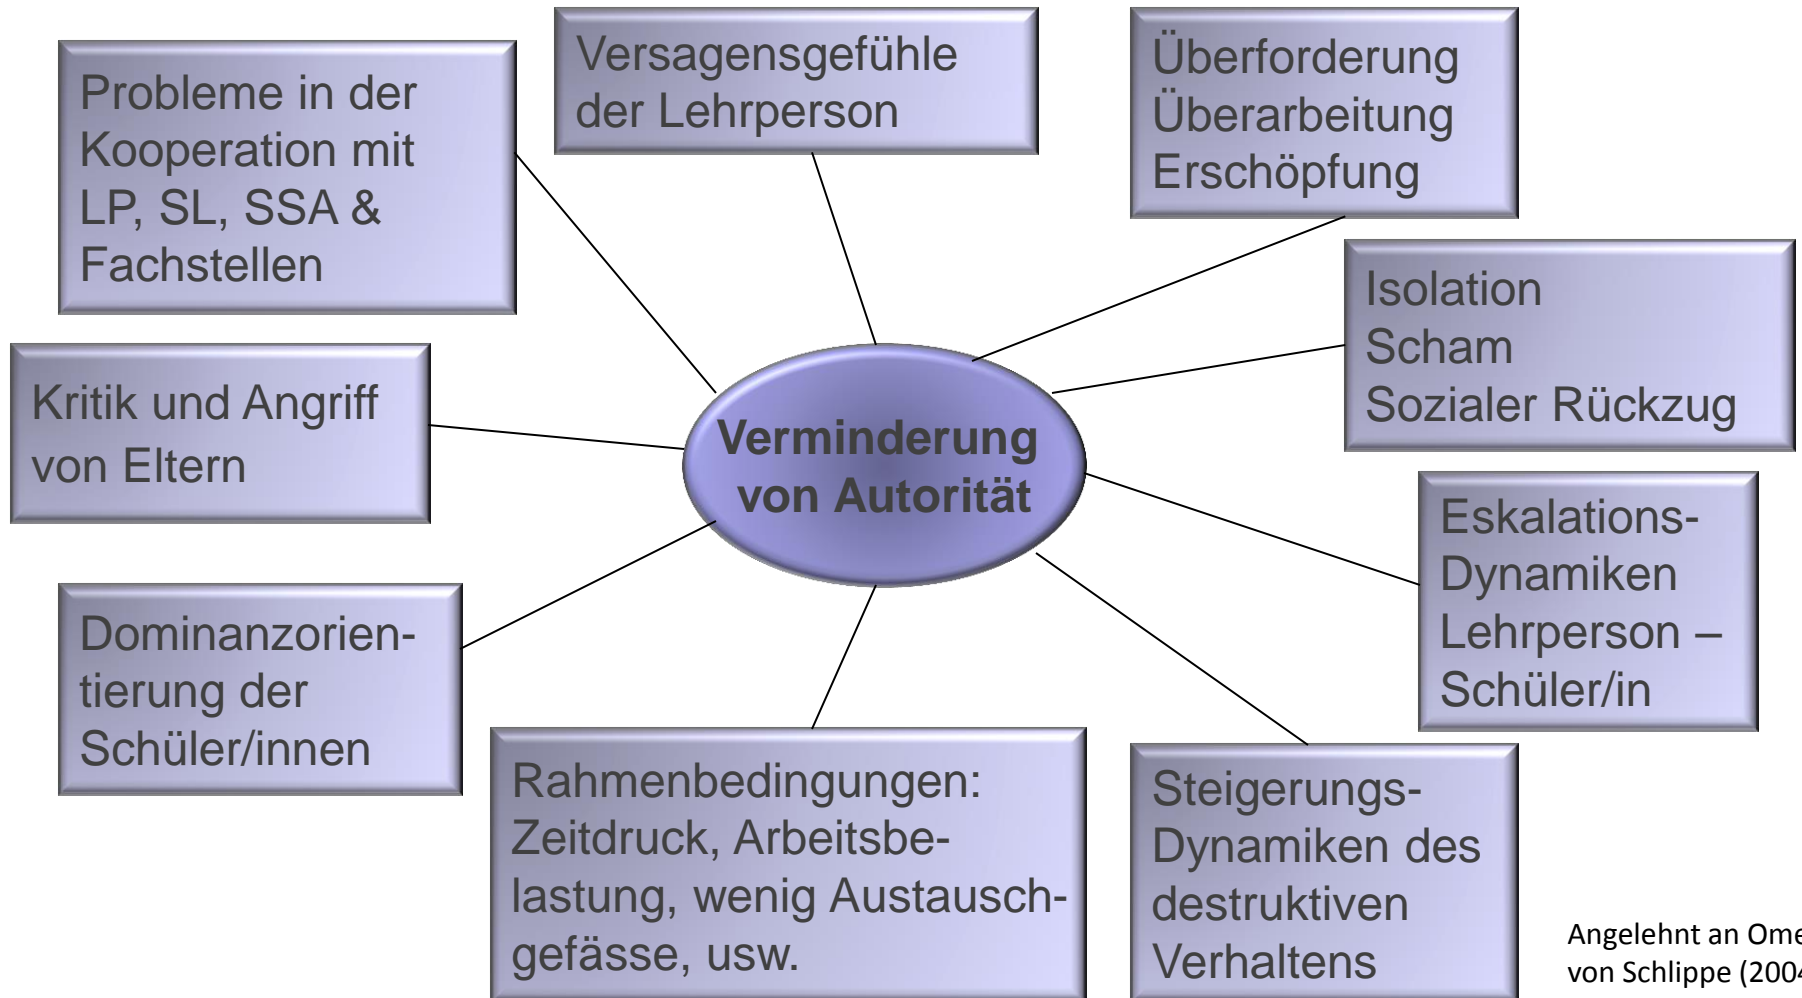 Probleme in der
Kooperation mit
LP, SL, SSA &
Fachstellen
Versagensgefühle
der Lehrperson
Überforderung
Überarbeitung
Erschöpfung
Isolation
Scham
Sozialer Rückzug
Kritik und Angriff
von Eltern
Verminderung
von Autorität
Eskalations-
Dynamiken
Lehrperson –
Schüler/in
Dominanzorien-
tierung der
Schüler/innen
Rahmenbedingungen:
Zeitdruck, Arbeitsbe-
lastung, wenig Austausch-
gefässe, usw.
Steigerungs-
Dynamiken des
destruktiven
Verhaltens
Angelehnt an
von Schlippe (2004